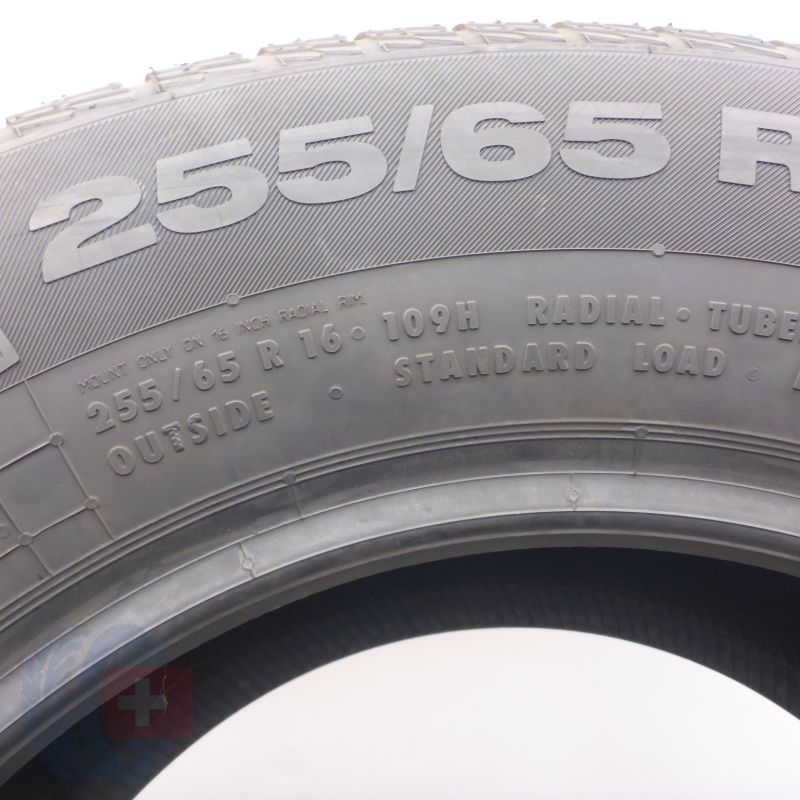 255/65 R
MOUNT ONLY ON 16 INCH RADIAL RIM
255/65 R 16 · 109H RADIAL · TUBE
OUTSIDE · STANDARD LOAD ·